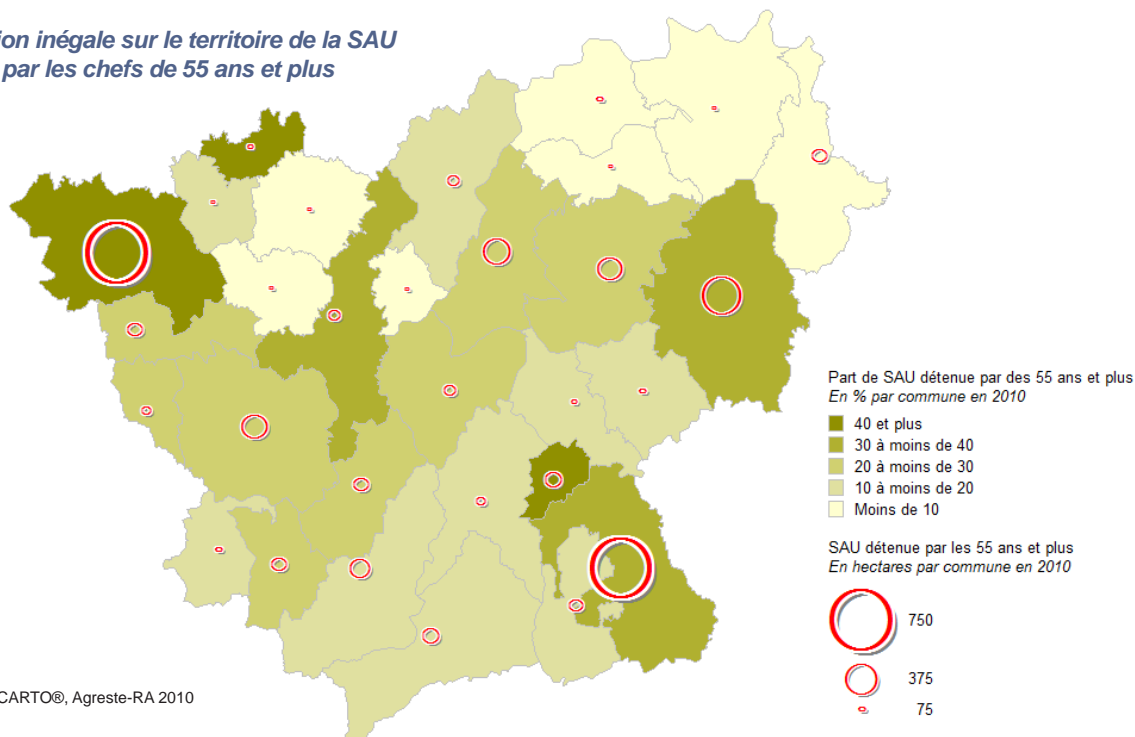 ion inégale sur le territoire de la SAU
par les chefs de 55 ans et plus
Part de SAU détenue par des 55 ans et plus
En % par commune en 2010
40 et plus
30 à moins de 40
20 à moins de 30
10 à moins de 20
Moins de 10
SAU détenue par les 55 ans et plus
En hectares par commune en 2010
750
375
75
CARTO®, Agreste-RA 2010